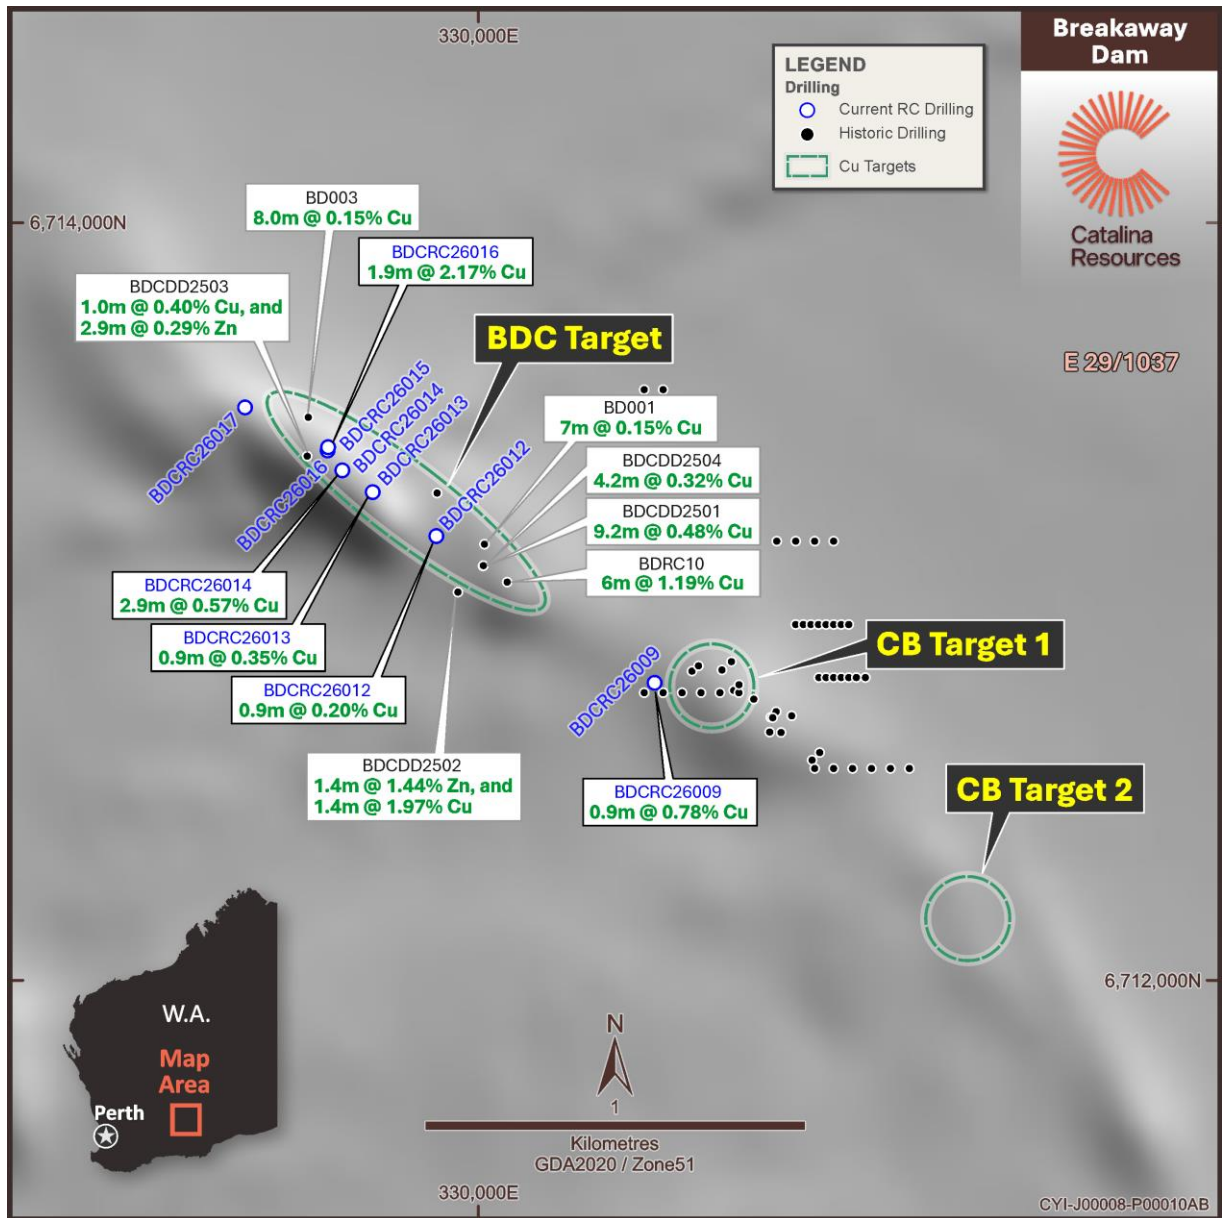 330,000E
Breakaway
Dam
LEGEND
Drilling
Current RC Drilling
Historic Drilling
Cu Targets
Catalina
Resources
6,714,000N
BD003
8.0m @ 0.15% Cu
BDCRC26016
1.9m @ 2.17% Cu
BDCDD2503
1.0m @ 0.40% Cu, and
2.9m @ 0.29% Zn
BDC Target
E 29/1037
BDCRC26017
BDCRC26016
BDCRC26015
BDCRC26014
BDCRC26013
BDCRC26012
BD001
7m @ 0.15% Cu
BDCDD2504
4.2m @ 0.32% Cu
BDCDD2501
9.2m @ 0.48% Cu
BDRC10
6m @ 1.19% Cu
BDCRC26014
2.9m @ 0.57% Cu
BDCRC26013
0.9m @ 0.35% Cu
BDCRC26012
0.9m @ 0.20% Cu
BDCRC26009
CB Target 1
BDCDD2502
1.4m @ 1.44% Zn, and
1.4m @ 1.97% Cu
BDCRC26009
0.9m @ 0.78% Cu
CB Target 2
6,712,000N
W.A.
Map
Area
Perth
N
1
Kilometres
GDA2020 / Zone51
330,000E
CYI-J00008-P00010AB